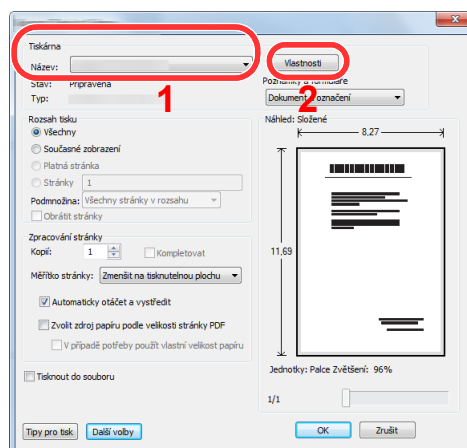 Tiskárna
Název:
Vlastnosti
Stav: Připravena
Poznámky a formuláře
Typ:
1
2
Dokument označení
Rozsah tisku
Všechny
Současné zobrazení
Platná stránka
Stránky 1
Podmnožina: Všechny stránky v rozsahu
Obrátit stránky
Zpracování stránky
Kopií: 1 Kompletovat
Měřítko stránky: Zmenšit na tisknutelnou plochu
Automaticky otáčet a vystředit
Zvolit zdroj papíru podle velikosti stránky PDF
V případě potřeby použít vlastní velikost papíru
Tisknout do souboru
Náhled: Složené
8,27
11,69
Jednotky: Palce Zvětšení: 96%
1/1
Tipy pro tisk Další volby
OK Zrušit